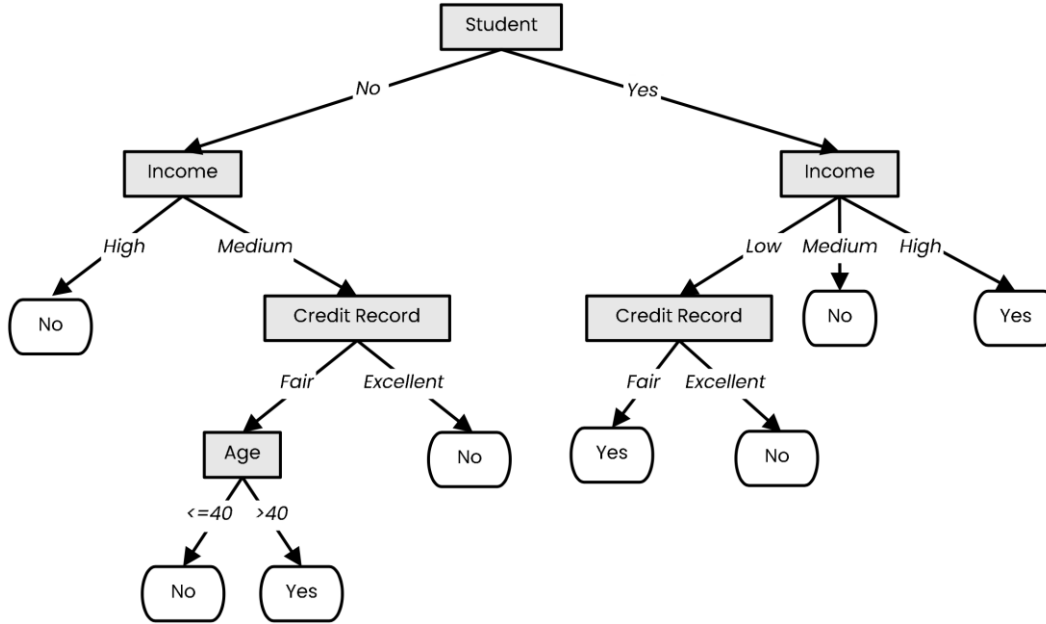 Student
No
Yes
Income
Income
High
Medium
Low
Medium
High
No
Credit Record
Credit Record
No
Yes
Fair
Excellent
Fair
Excellent
Age
No
Yes
No
<=40
>40
No
Yes